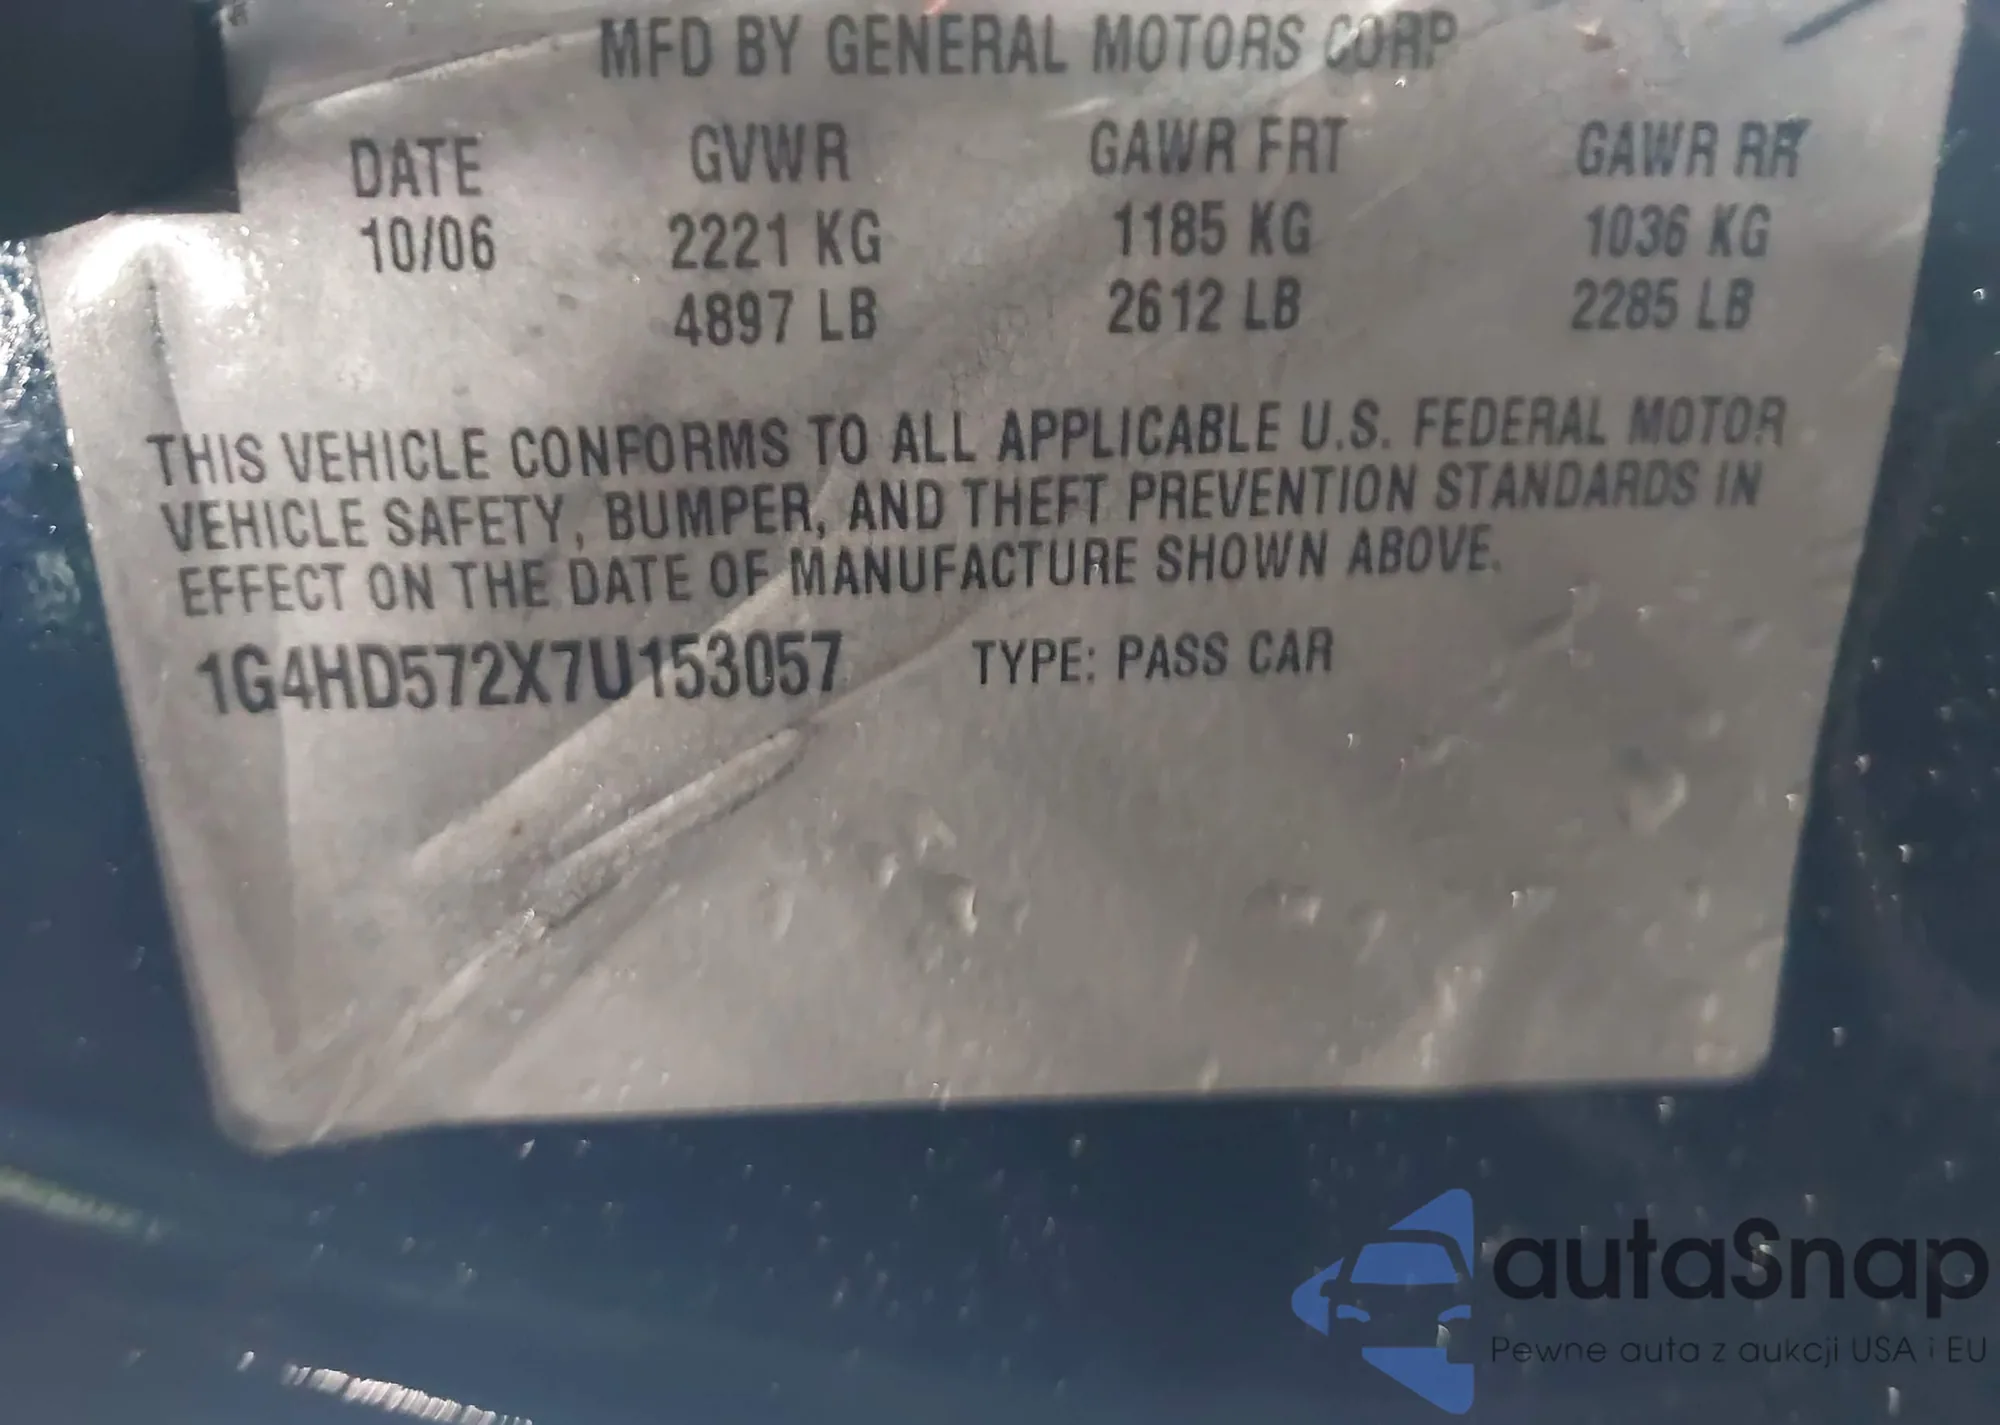 MFD BY GENERAL MOTORS CORP
DATE GVWR GAWR FRT GAWR RR
10/06 2221 KG 1185 KG 1036 KG
4897 LB 2612 LB 2285 LB
THIS VEHICLE CONFORMS TO ALL APPLICABLE U.S. FEDERAL MOTOR
VEHICLE SAFETY, BUMPER, AND THEFT PREVENTION STANDARDS IN
EFFECT ON THE DATE OF MANUFACTURE SHOWN ABOVE.
1G4HD572X7U153057 TYPE: PASS CAR
autaSnap
Pewne auta z aukcji USA i EU